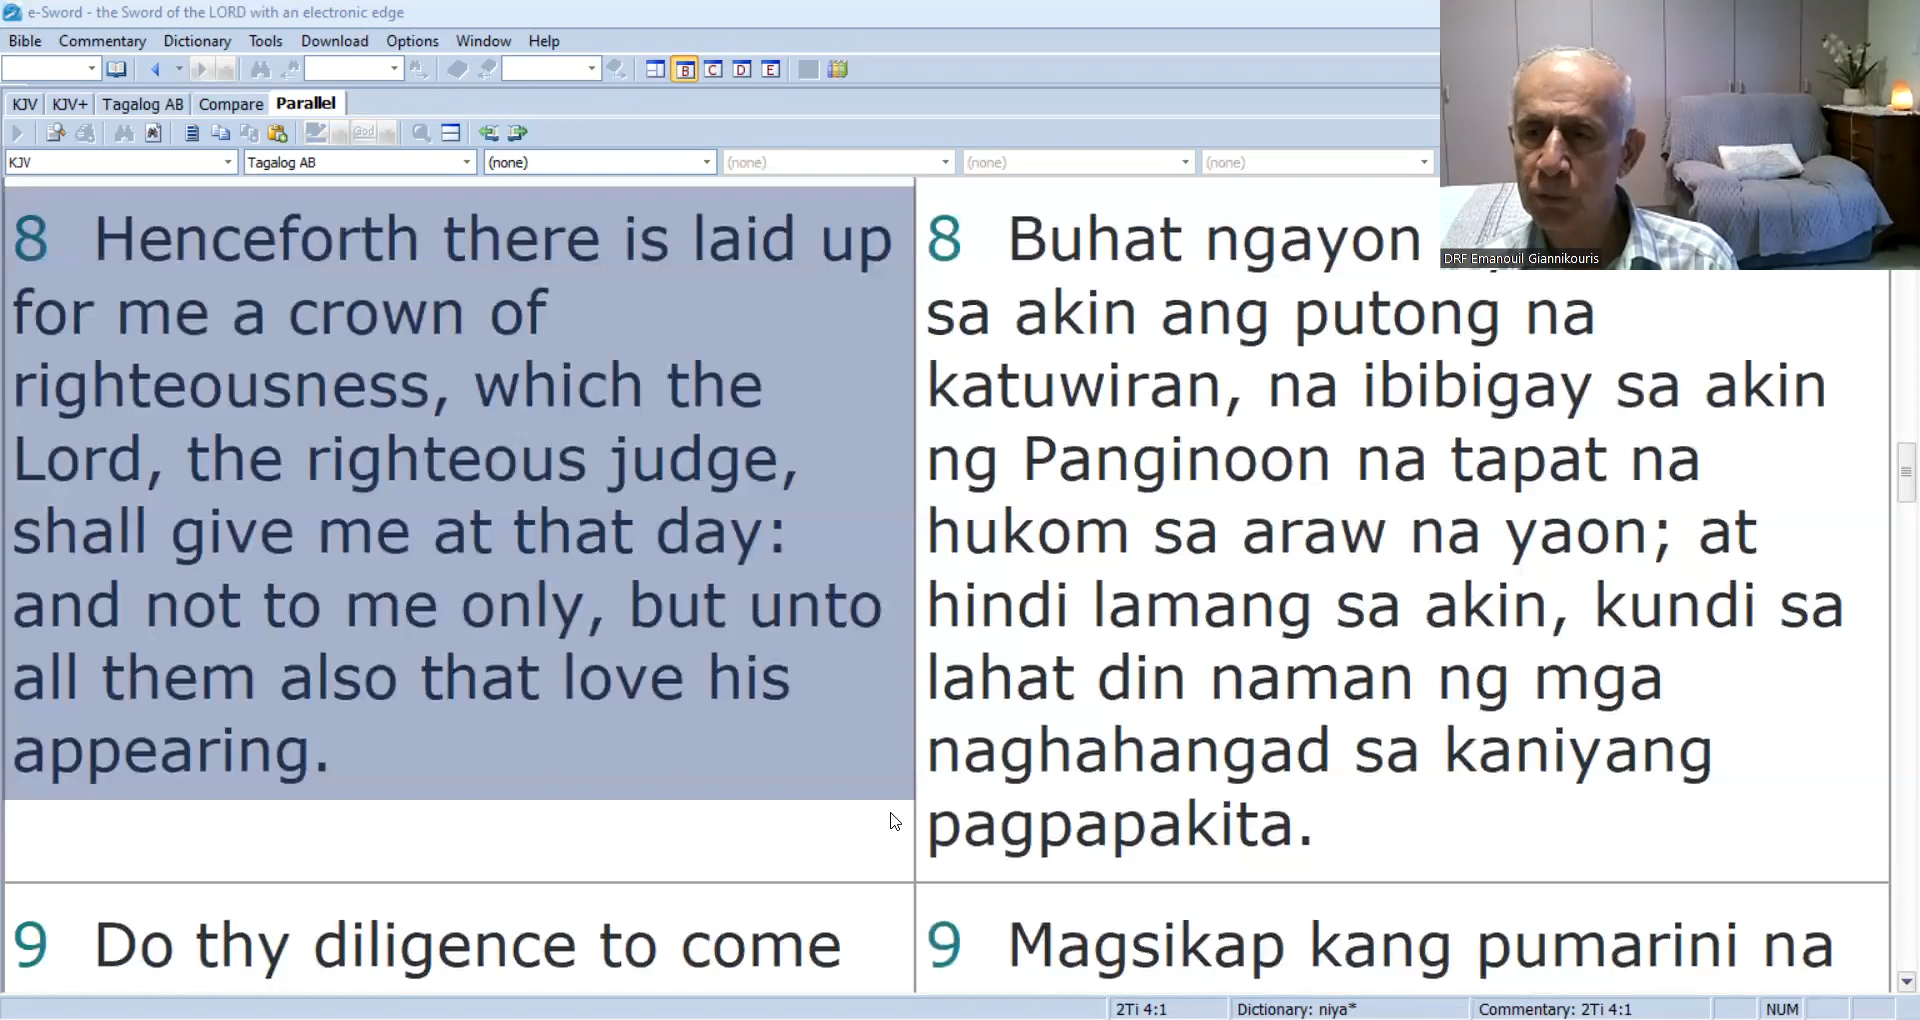 e-Sword - the Sword of the LORD with an electronic edge
Bible Commentary Dictionary Tools Download Options Window Help
B C D E
KJV KJV+ Tagalog AB Compare Parallel
God
KJV Tagalog AB (none) (none) (none) (none)
DRF Emanouil Giannikouris
8 Henceforth there is laid up
for me a crown of
righteousness, which the
Lord, the righteous judge,
shall give me at that day:
and not to me only, but unto
all them also that love his
appearing.
8 Buhat ngayon
sa akin ang putong na
katuwiran, na ibibigay sa akin
ng Panginoon na tapat na
hukom sa araw na yaon; at
hindi lamang sa akin, kundi sa
lahat din naman ng mga
naghahangad sa kaniyang
pagpapakita.
9 Do thy diligence to come
9 Magsikap kang pumarini na
2Ti 4:1 Dictionary: niya* Commentary: 2Ti 4:1 NUM